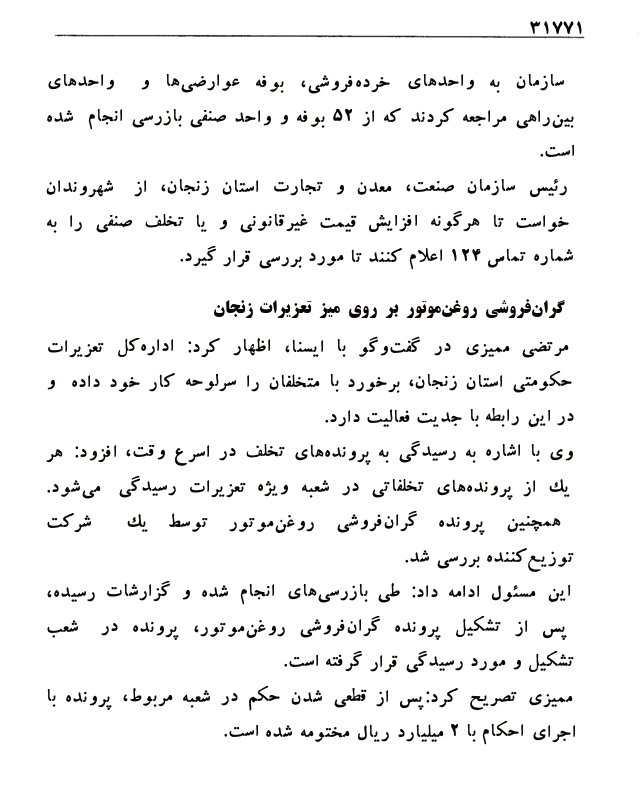 ۳۱۷۷۱
سازمان به واحدهای خرده‌فروشی، بوفه عوارضی‌ها و واحدهای
بین‌راهی مراجعه کردند که از ۵۲ بوفه و واحد صنفی بازرسی انجام شده
است.
رئیس سازمان صنعت، معدن و تجارت استان زنجان، از شهروندان
خواست تا هرگونه افزایش قیمت غیرقانونی و یا تخلف صنفی را به
شماره تماس ۱۲۴ اعلام کنند تا مورد بررسی قرار گیرد.
گران‌فروشی روغن‌موتور بر روی میز تعزیرات زنجان
مرتضی ممیزی در گفت‌وگو با ایسنا، اظهار کرد: اداره‌کل تعزیرات
حکومتی استان زنجان، برخورد با متخلفان را سرلوحه کار خود داده و
در این رابطه با جدیت فعالیت دارد.
وی با اشاره به رسیدگی به پرونده‌های تخلف در اسرع وقت، افزود: هر
یك از پرونده‌های تخلفاتی در شعبه ویژه تعزیرات رسیدگی می‌شود.
همچنین پرونده گران‌فروشی روغن‌موتور توسط یك شرکت
توزیع‌کننده بررسی شد.
این مسئول ادامه داد: طی بازرسی‌های انجام شده و گزارشات رسیده،
پس از تشکیل پرونده گران‌فروشی روغن‌موتور، پرونده در شعب
تشکیل و مورد رسیدگی قرار گرفته است.
ممیزی تصریح کرد:پس از قطعی شدن حکم در شعبه مربوط، پرونده با
اجرای احکام با ۲ میلیارد ریال مختومه شده است.